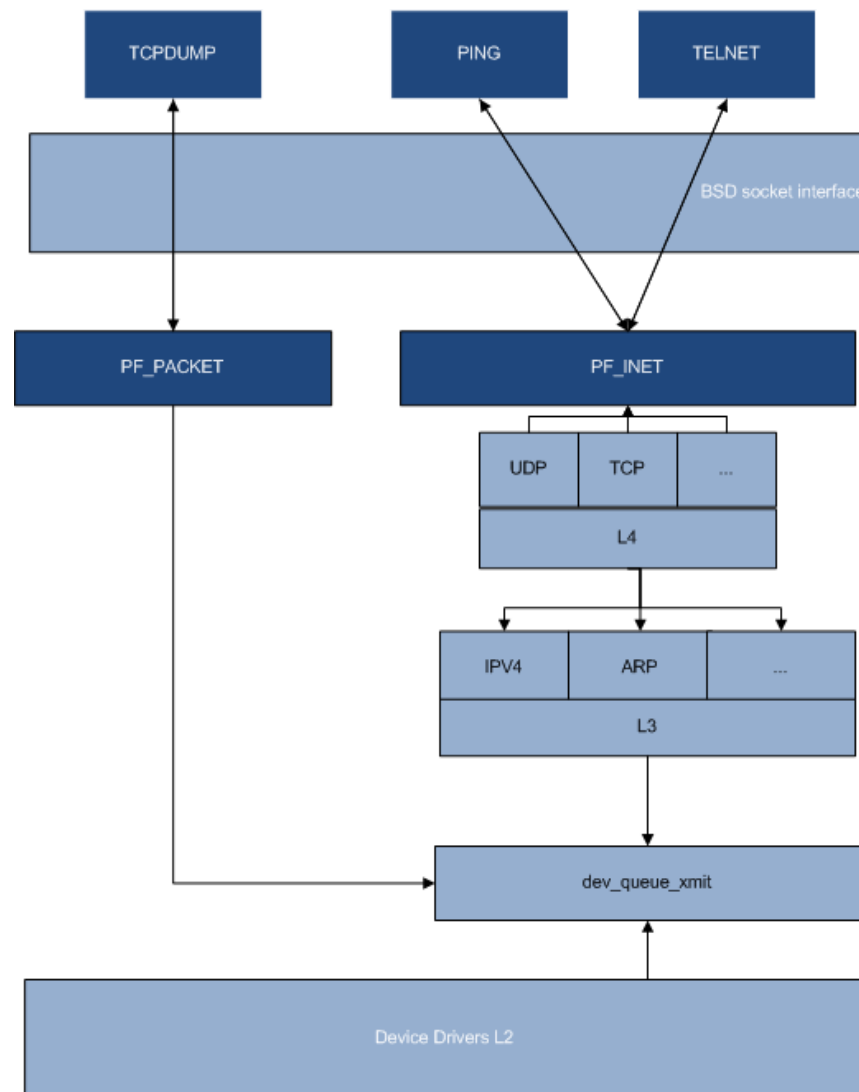 TCPDUMP
PING
TELNET
BSD socket interface
PF_PACKET
PF_INET
UDP
TCP
...
L4
IPV4
ARP
...
L3
dev_queue_xmit
Device Drivers L2